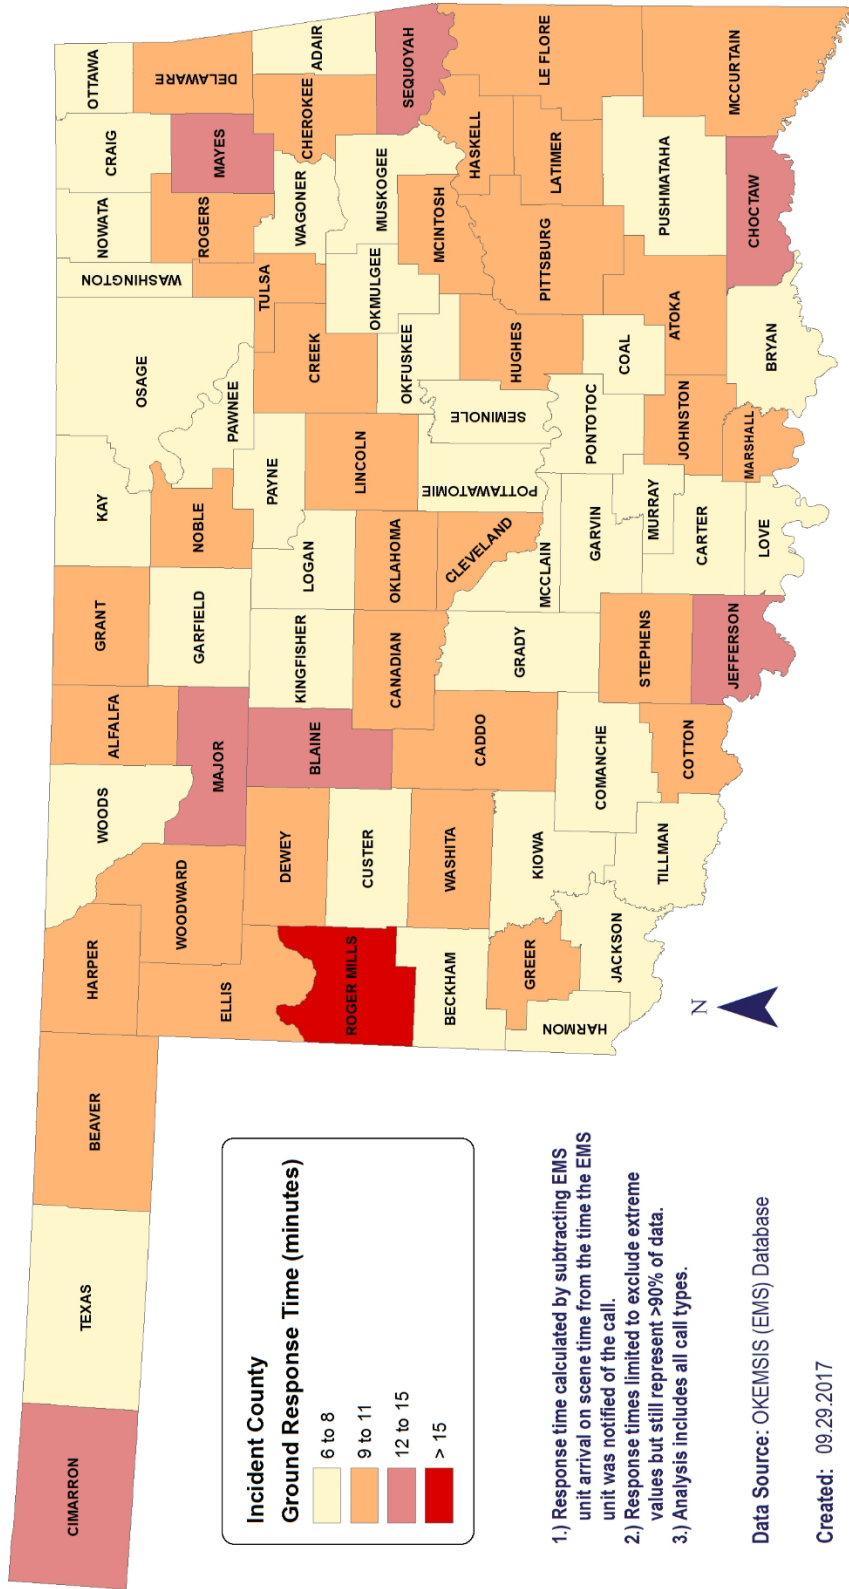 CIMARRON
TEXAS
BEAVER
HARPER
WOODS
ALFALFA
GRANT
KAY
OSAGE
WASHINGTON
NOWATA
CRAIG
OTTAWA
ELLIS
WOODWARD
MAJOR
GARFIELD
NOBLE
PAWNEE
ROGERS
MAYES
DELAWARE
ROGER MILLS
DEWEY
BLAINE
KINGFISHER
LOGAN
PAYNE
CREEK
TULSA
WAGONER
CHEROKEE
ADAIR
BECKHAM
CUSTER
CANADIAN
OKLAHOMA
LINCOLN
OKFUSKEE
OKMULGEE
MUSKOGEE
SEQUOYAH
WASHITA
CADDO
GRADY
CLEVELAND
MCCLAIN
POTTAWATOMIE
SEMINOLE
HUGHES
MCINTOSH
HASKELL
LE FLORE
HARMON
GREER
KIOWA
COMANCHE
GARVIN
PONTOTOC
COAL
PITTSBURG
LATIMER
JACKSON
TILLMAN
COTTON
STEPHENS
MURRAY
CARTER
JOHNSTON
ATOKA
PUSHMATAHA
MCCURTAIN
JEFFERSON
LOVE
MARSHALL
BRYAN
CHOCTAW
N
Incident County
Ground Response Time (minutes)
6 to 8
9 to 11
12 to 15
> 15
1.) Response time calculated by subtracting EMS
unit arrival on scene time from the time the EMS
unit was notified of the call.
2.) Response times limited to exclude extreme
values but still represent >90% of data.
3.) Analysis includes all call types.
Data Source: OKEMSIS (EMS) Database
Created: 09.29.2017